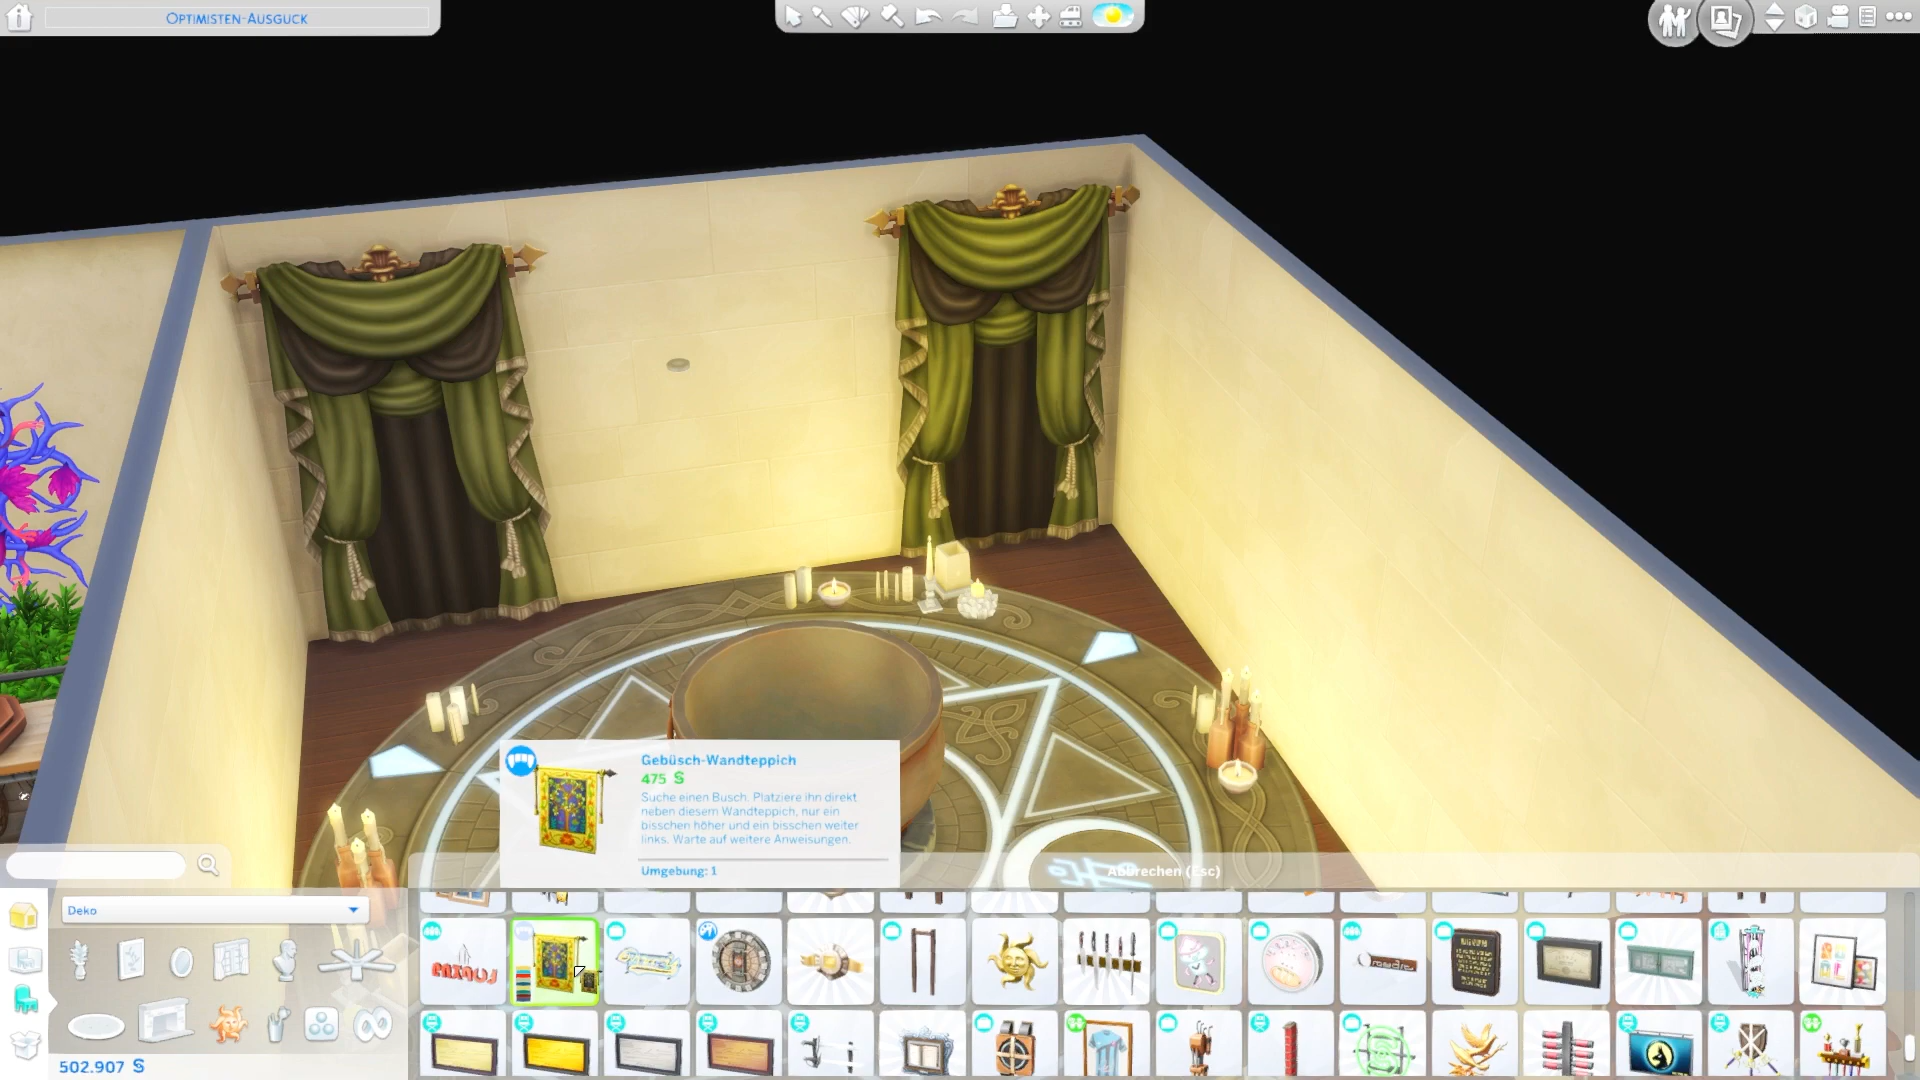 Optimisten-Ausguck
Gebüsch-Wandteppich
475 $
Suche einen Busch. Platziere ihn direkt
neben diesem Wandteppich, nur ein
bisschen höher und ein bisschen weiter
links. Warte auf weitere Anweisungen.
Umgebung: 1
Abbrechen (Esc)
Deko
502.907 $